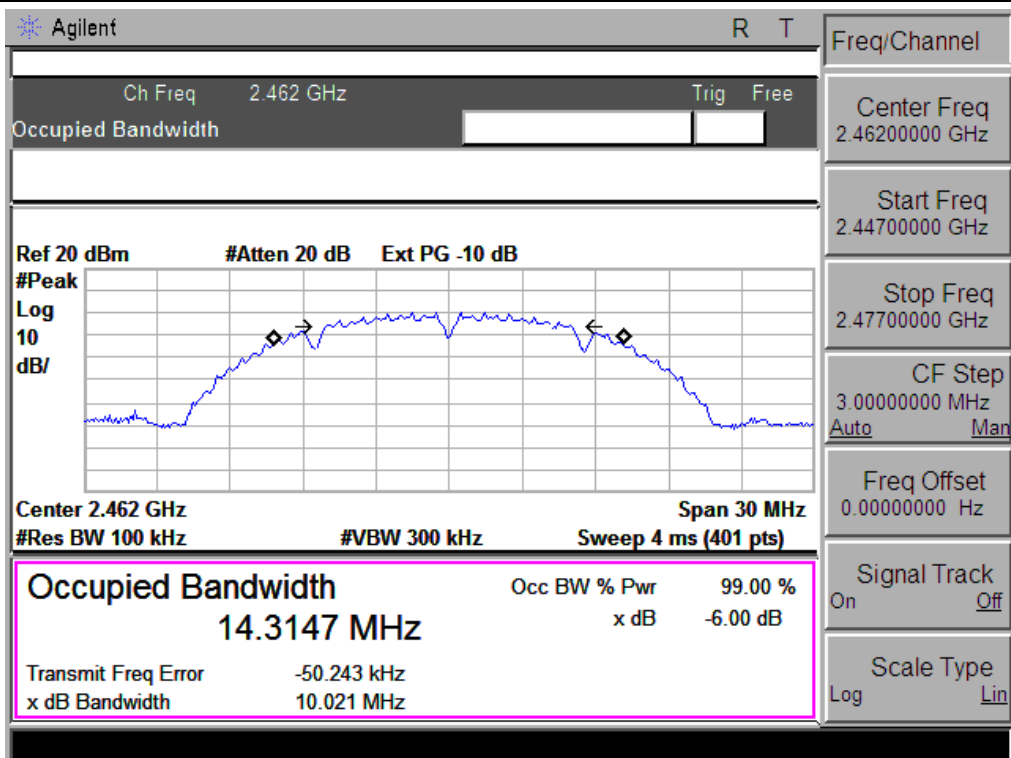 Agilent R T
Ch Freq 2.462 GHz Trig Free
Occupied Bandwidth
Ref 20 dBm #Atten 20 dB Ext PG -10 dB
#Peak
Log
10
dB/
Center 2.462 GHz Span 30 MHz
#Res BW 100 kHz #VBW 300 kHz Sweep 4 ms (401 pts)
Occupied Bandwidth Occ BW % Pwr 99.00 %
14.3147 MHz x dB -6.00 dB
Transmit Freq Error -50.243 kHz
x dB Bandwidth 10.021 MHz
Freq/Channel
Center Freq
2.46200000 GHz
Start Freq
2.44700000 GHz
Stop Freq
2.47700000 GHz
CF Step
3.00000000 MHz
Auto Man
Freq Offset
0.00000000 Hz
Signal Track
On Off
Scale Type
Log Lin